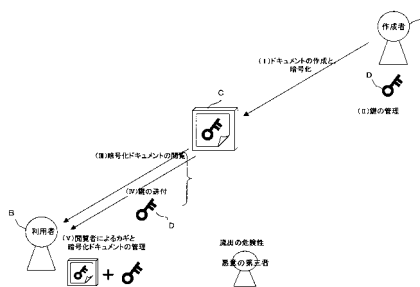 作成者
(Ⅰ)ドキュメントの作成と、
暗号化
D
(Ⅱ)鍵の管理
C
(Ⅲ)暗号化ドキュメントの閲覧
(Ⅳ)鍵の送付
D
B
利用者
(Ⅴ)閲覧者によるカギと
暗号化ドキュメントの管理
+
流出の危険性
悪意の第三者